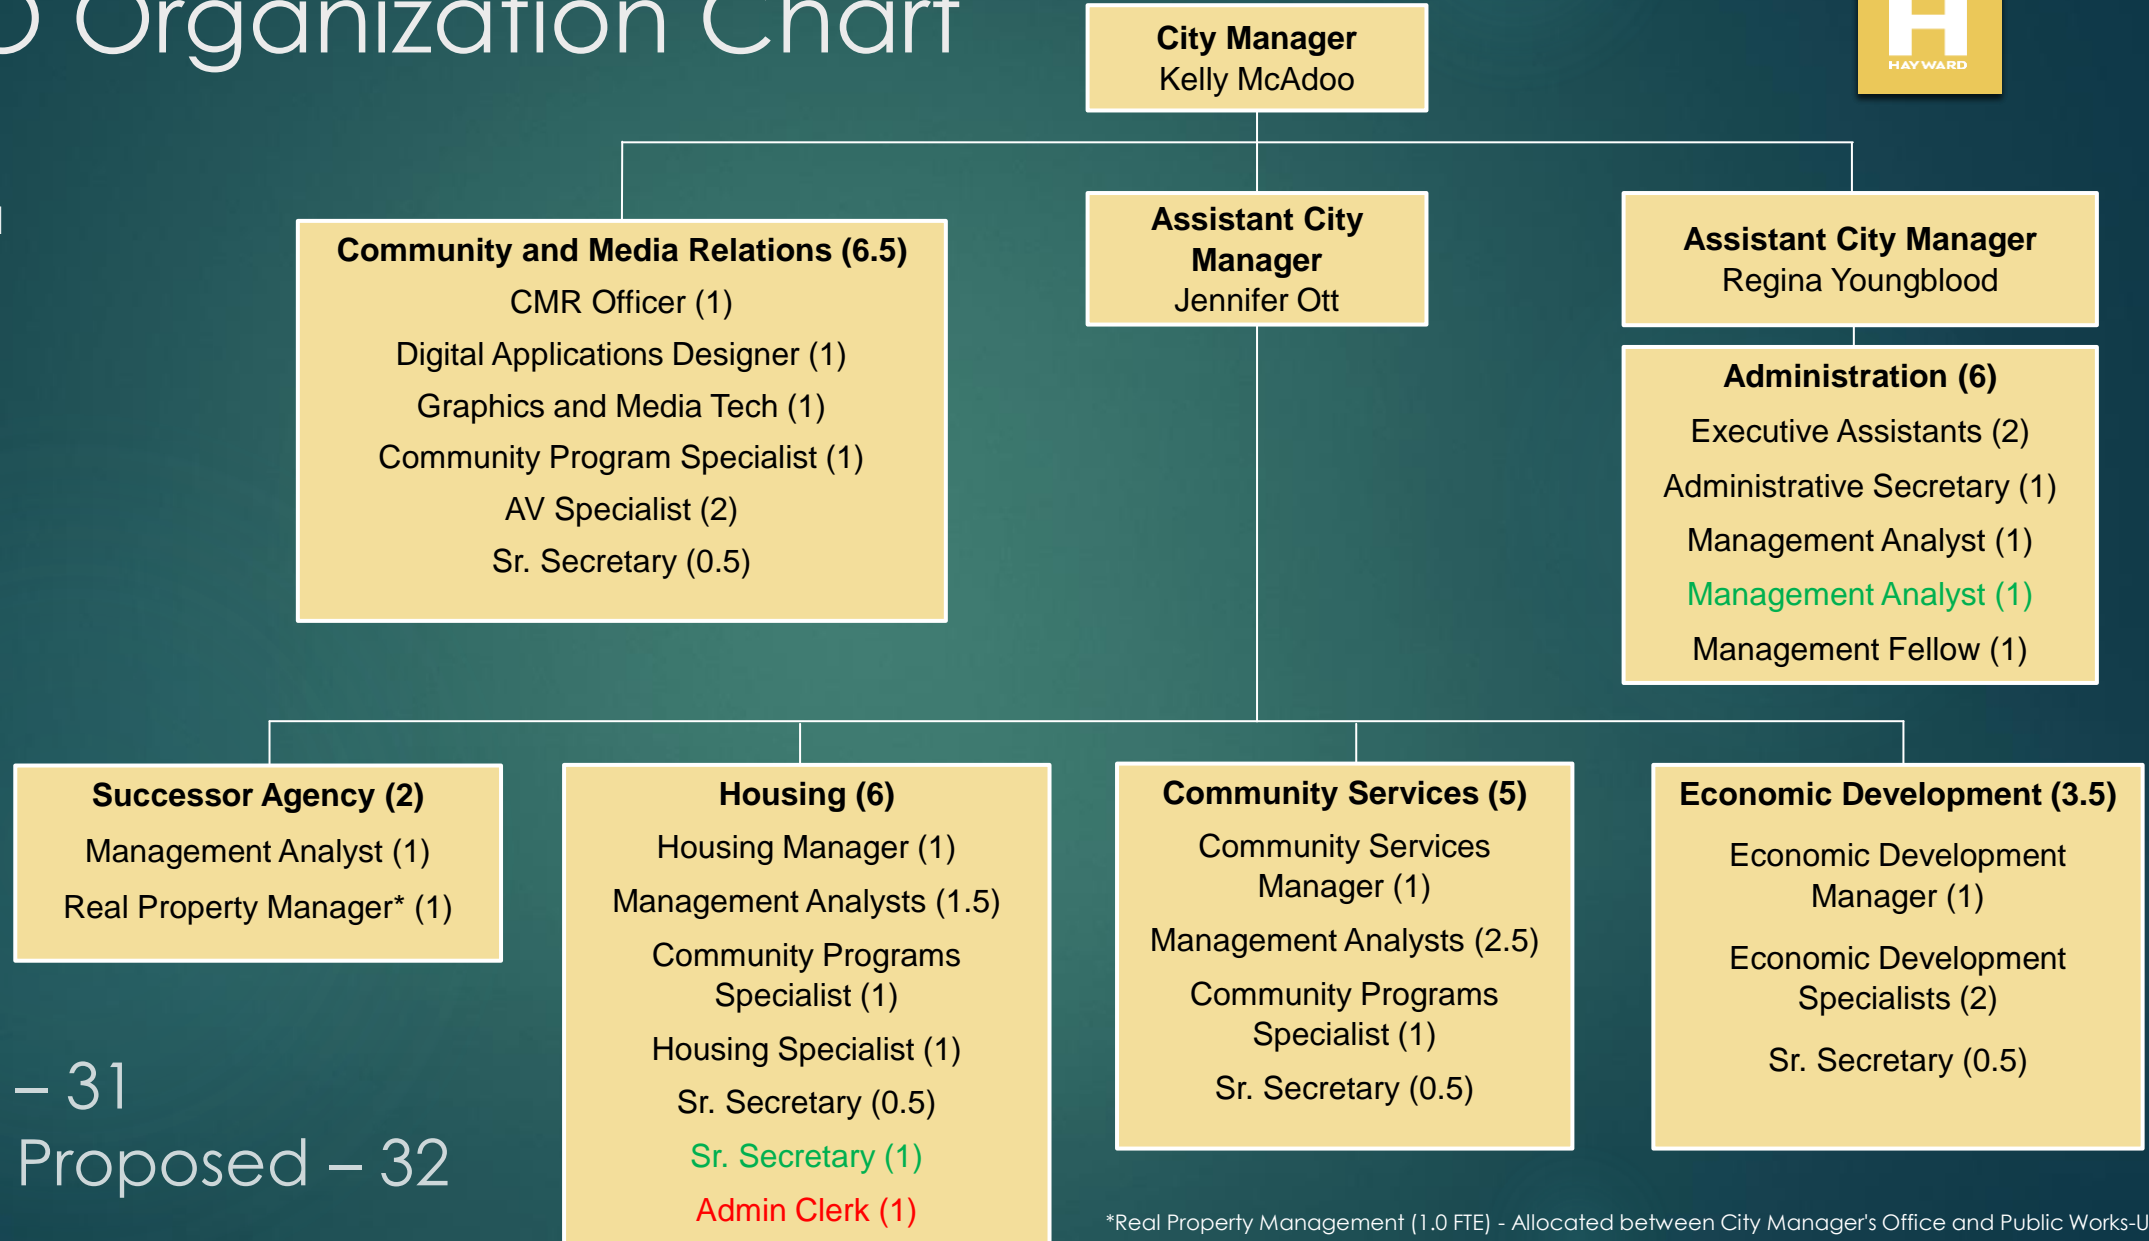 Organization Chart
H
HAYWARD
City Manager
Kelly McAdoo
Community and Media Relations (6.5)
CMR Officer (1)
Digital Applications Designer (1)
Graphics and Media Tech (1)
Community Program Specialist (1)
AV Specialist (2)
Sr. Secretary (0.5)
Assistant City
Manager
Jennifer Ott
Assistant City Manager
Regina Youngblood
Administration (6)
Executive Assistants (2)
Administrative Secretary (1)
Management Analyst (1)
Management Analyst (1)
Management Fellow (1)
Successor Agency (2)
Management Analyst (1)
Real Property Manager* (1)
Housing (6)
Housing Manager (1)
Management Analysts (1.5)
Community Programs
Specialist (1)
Housing Specialist (1)
Sr. Secretary (0.5)
Sr. Secretary (1)
Admin Clerk (1)
Community Services (5)
Community Services
Manager (1)
Management Analysts (2.5)
Community Programs
Specialist (1)
Sr. Secretary (0.5)
Economic Development (3.5)
Economic Development
Manager (1)
Economic Development
Specialists (2)
Sr. Secretary (0.5)
– 31
Proposed – 32
*Real Property Management (1.0 FTE) - Allocated between City Manager's Office and Public Works-U